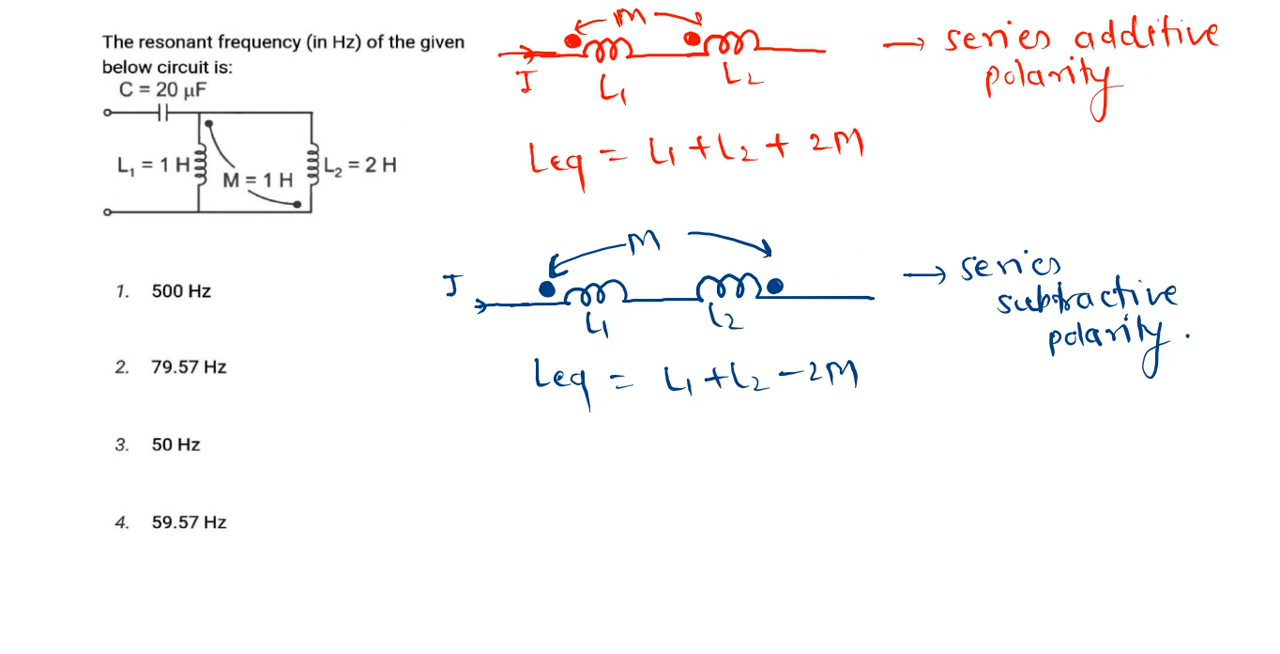 The resonant frequency (in Hz) of the given
below circuit is:
C = 20 μF
L₁ = 1 H
M = 1 H
L₂ = 2 H
1. 500 Hz
2. 79.57 Hz
3. 50 Hz
4. 59.57 Hz
M
I
L₁
L₂
→ series additive
polarity
Leq = L₁ + L₂ + 2M
M
I
L₁
L₂
→ series
subtractive
polarity.
Leq = L₁ + L₂ - 2M